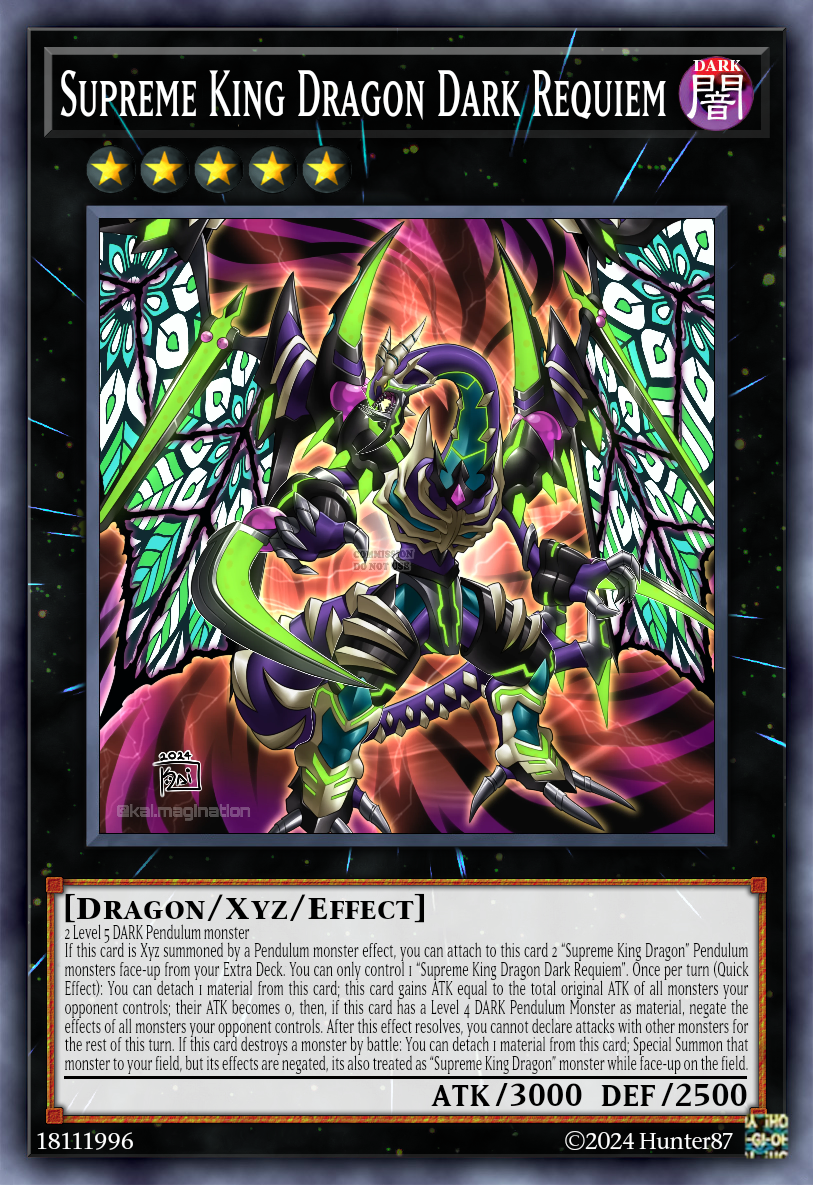 Supreme King Dragon Dark Requiem
DARK
闇
COMMISSION
DO NOT USE
2024
Kai
@kai.magination
[Dragon/Xyz/Effect]
2 Level 5 DARK Pendulum monster
If this card is Xyz summoned by a Pendulum monster effect, you can attach to this card 2 “Supreme King Dragon” Pendulum
monsters face-up from your Extra Deck. You can only control 1 “Supreme King Dragon Dark Requiem”. Once per turn (Quick
Effect): You can detach 1 material from this card; this card gains ATK equal to the total original ATK of all monsters your
opponent controls; their ATK becomes 0, then, if this card has a Level 4 DARK Pendulum Monster as material, negate the
effects of all monsters your opponent controls. After this effect resolves, you cannot declare attacks with other monsters for
the rest of this turn. If this card destroys a monster by battle: You can detach 1 material from this card; Special Summon that
monster to your field, but its effects are negated, its also treated as “Supreme King Dragon” monster while face-up on the field.
ATK/3000 DEF/2500
18111996
©2024 Hunter87